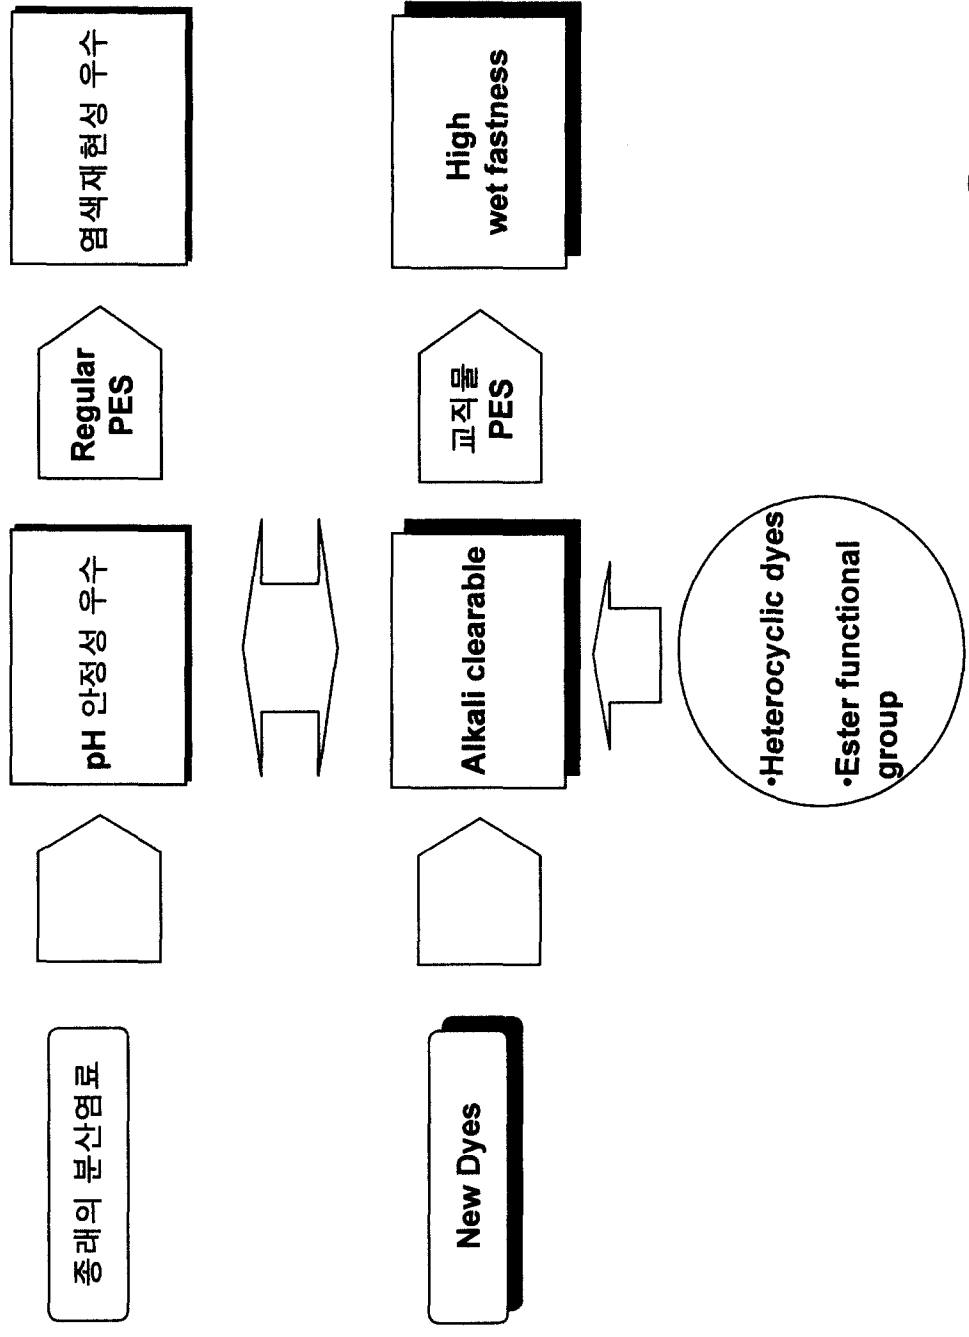 종래의 분산염료
pH 안정성 우수
Regular
PES
염색재현성 우수
New Dyes
Alkali clearable
교직물
PES
High
wet fastness
•Heterocyclic dyes
•Ester functional
group